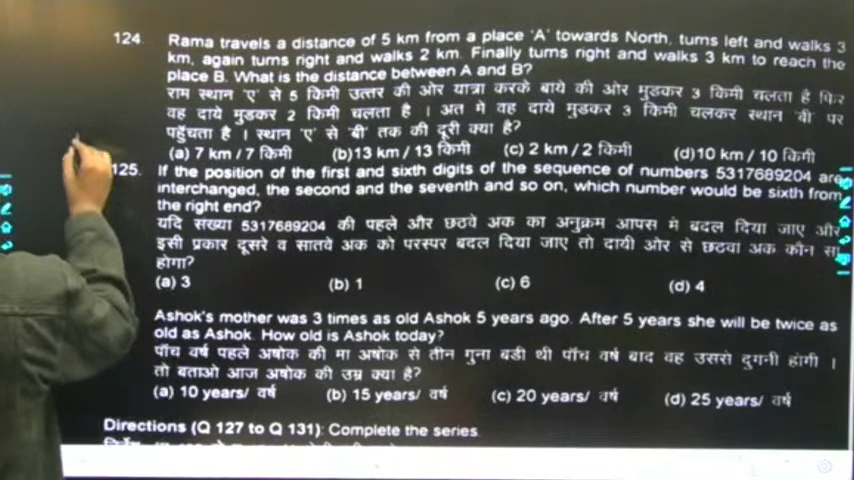 124. Rama travels a distance of 5 km from a place 'A' towards North, turns left and walks 3
km, again turns right and walks 2 km. Finally turns right and walks 3 km to reach the
place B. What is the distance between A and B?
राम स्थान 'ए' से 5 किमी उत्तर की ओर यात्रा करके बाये की ओर मुडकर 3 किमी चलता है फिर
वह दाये मुडकर 2 किमी चलता है । अत मे वह दाये मुडकर 3 किमी चलकर स्थान 'बी' पर
पहुँचता है । स्थान 'ए' से 'बी' तक की दूरी क्या है?
(a) 7 km / 7 किमी (b)13 km / 13 किमी (c) 2 km / 2 किमी (d)10 km / 10 किमी
125. If the position of the first and sixth digits of the sequence of numbers 5317689204 are
interchanged, the second and the seventh and so on, which number would be sixth from
the right end?
यदि संख्या 5317689204 की पहले और छठवे अक का अनुक्रम आपस मे बदल दिया जाए और
इसी प्रकार दूसरे व सातवे अक को परस्पर बदल दिया जाए तो दायी ओर से छठवा अक कौन सा
होगा?
(a) 3 (b) 1 (c) 6 (d) 4
Ashok's mother was 3 times as old Ashok 5 years ago. After 5 years she will be twice as
old as Ashok. How old is Ashok today?
पॉच वर्ष पहले अषोक की मा अषोक से तीन गुना बडी थी पॉच वर्ष बाद वह उससे दुगनी होगी ।
तो बताओ आज अषोक की उम्र क्या है?
(a) 10 years/ वर्ष (b) 15 years/ वर्ष (c) 20 years/ वर्ष (d) 25 years/ वर्ष
Directions (Q 127 to Q 131): Complete the series.